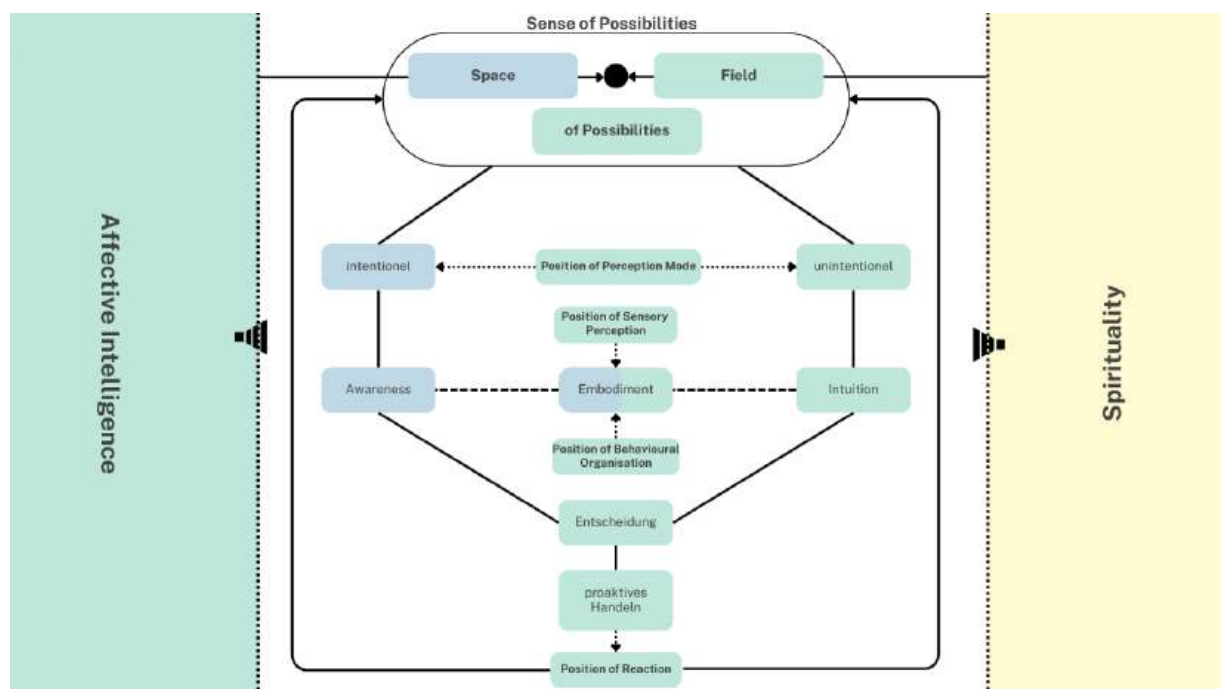 Sense of Possibilities
Space
Field
of Possibilities
intentionel
Position of Perception Mode
unintentionel
Position of Sensory
Perception
Awareness
Embodiment
Intuition
Position of Behavioural
Organisation
Entscheidung
proaktives
Handeln
Position of Reaction
Affective Intelligence
Spirituality